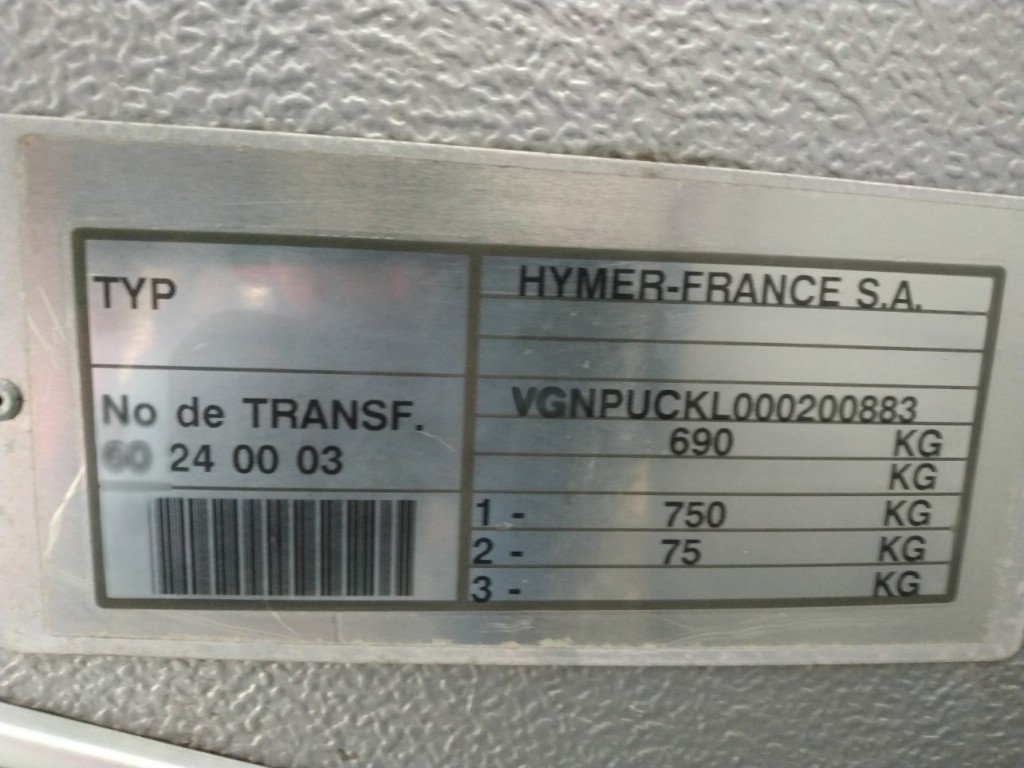 TYP
No de TRANSF.
60 24 00 03
HYMER-FRANCE S.A.
VGNPUCKL000200883
690 KG
KG
1 - 750 KG
2 - 75 KG
3 - KG